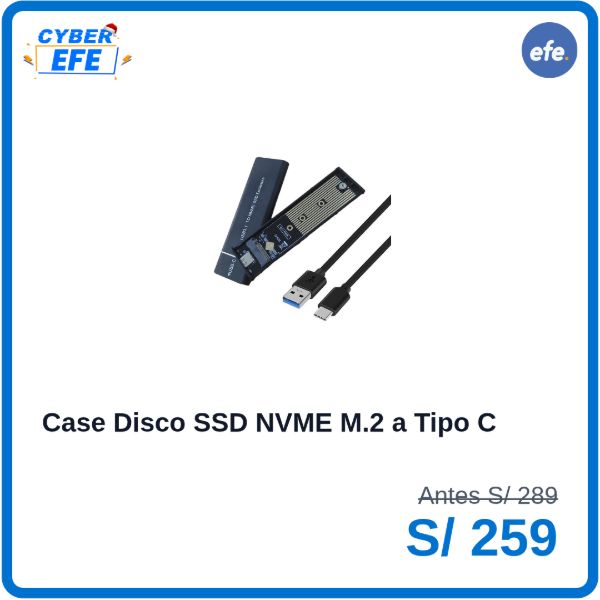 CYBER
EFE
efe.
Case Disco SSD NVME M.2 a Tipo C
Antes S/ 289
S/ 259